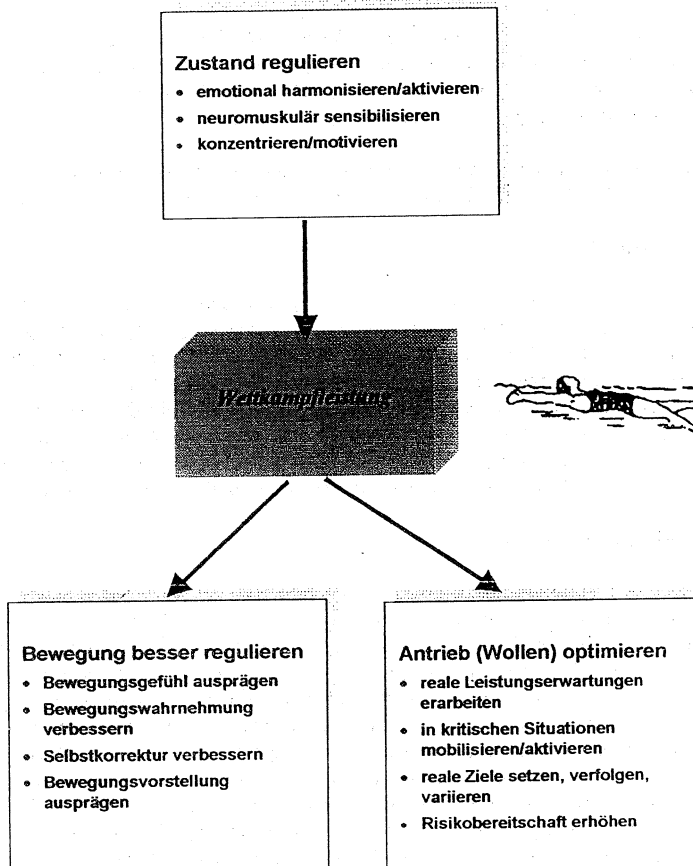 Zustand regulieren
• emotional harmonisieren/aktivieren
• neuromuskulär sensibilisieren
• konzentrieren/motivieren
Wettkampfleistung
Bewegung besser regulieren
• Bewegungsgefühl ausprägen
• Bewegungswahrnehmung
verbessern
• Selbstkorrektur verbessern
• Bewegungsvorstellung
ausprägen
Antrieb (Wollen) optimieren
• reale Leistungserwartungen
erarbeiten
• in kritischen Situationen
mobilisieren/aktivieren
• reale Ziele setzen, verfolgen,
variieren
• Risikobereitschaft erhöhen